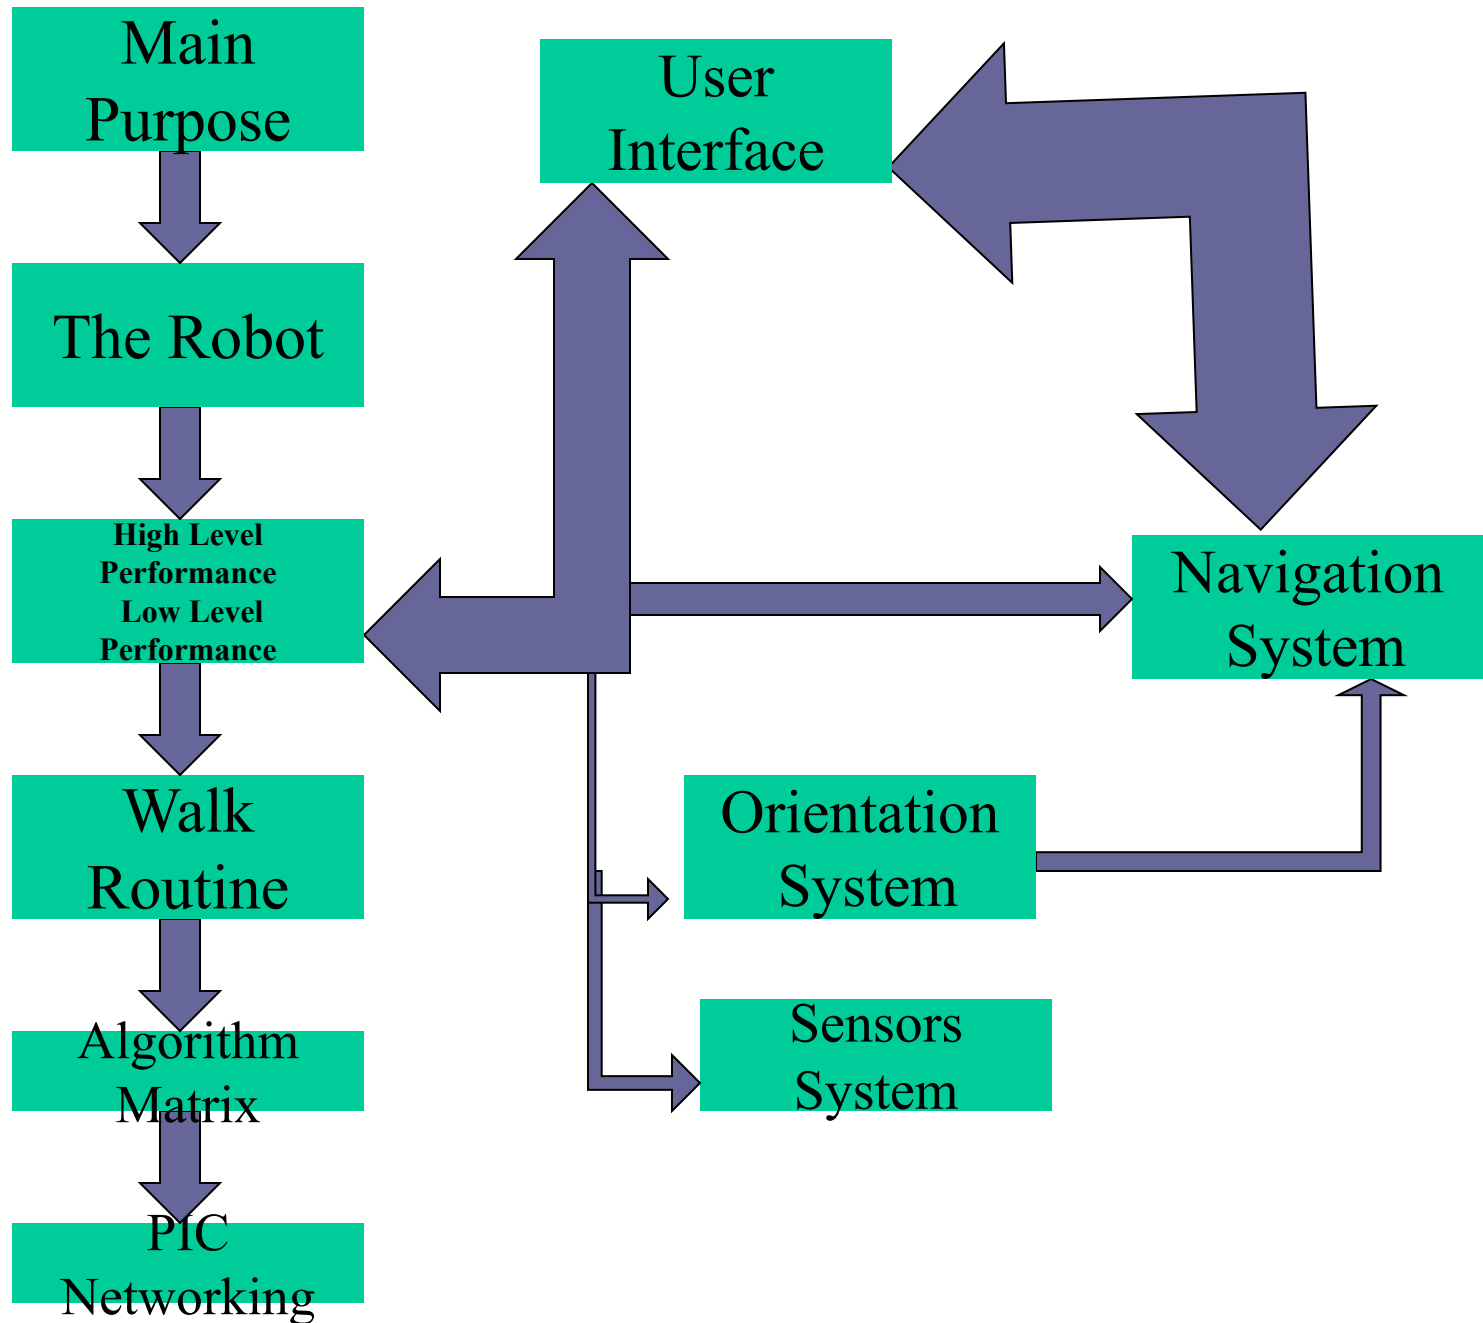 Main
Purpose
User
Interface
The Robot
High Level
Performance
Low Level
Performance
Navigation
System
Walk
Routine
Orientation
System
Algorithm
Matrix
Sensors
System
PIC
Networking